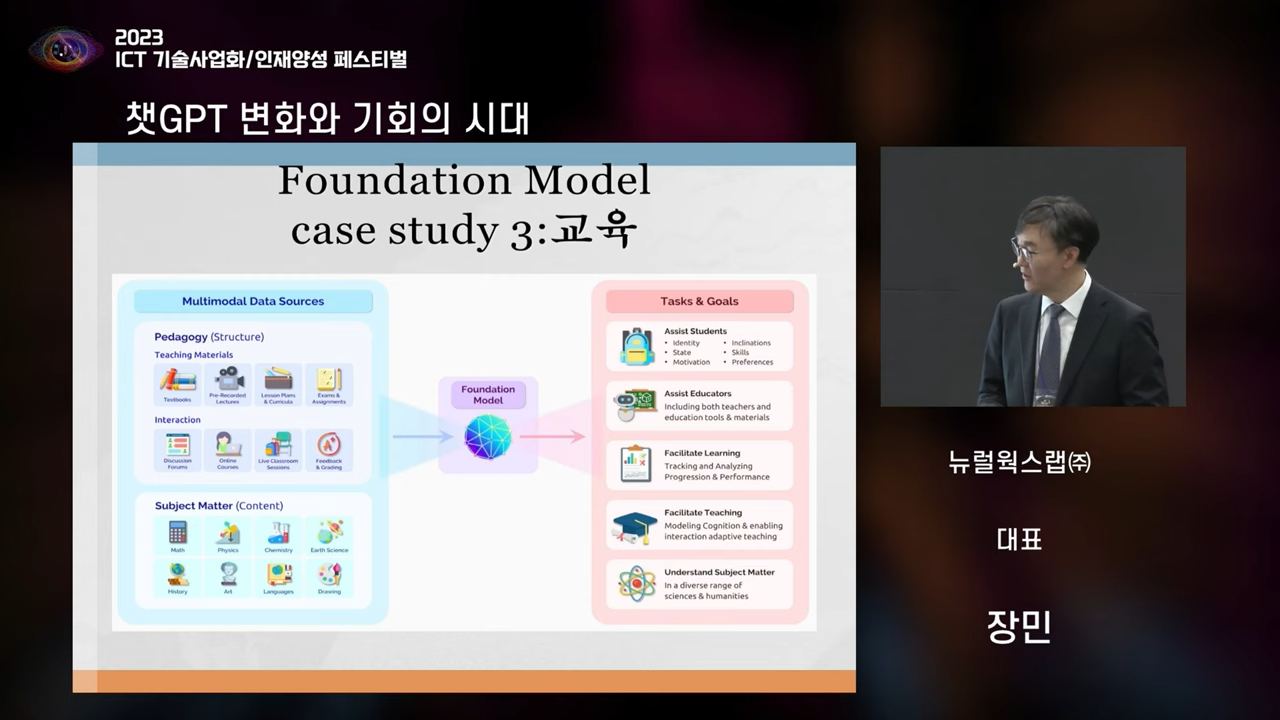 2023
ICT 기술사업화/인재양성 페스티벌
챗GPT 변화와 기회의 시대
Foundation Model
case study 3:교육
Multimodal Data Sources
Pedagogy (Structure)
Teaching Materials
Textbooks
Pre-Recorded
Lectures
Lesson Plans
& Curricula
Exams &
Assignments
Interaction
Discussion
Forums
Online
Courses
Live Classroom
Sessions
Feedback
& Grading
Subject Matter (Content)
Math
Physics
Chemistry
Earth Science
History
Art
Languages
Drawing
Foundation
Model
Tasks & Goals
Assist Students
• Identity
• Inclinations
• State
• Skills
• Motivation
• Preferences
Assist Educators
Including both teachers and
education tools & materials
Facilitate Learning
Tracking and Analyzing
Progression & Performance
Facilitate Teaching
Modeling Cognition & enabling
interaction adaptive teaching
Understand Subject Matter
In a diverse range of
sciences & humanities
뉴럴웍스랩㈜
대표
장민